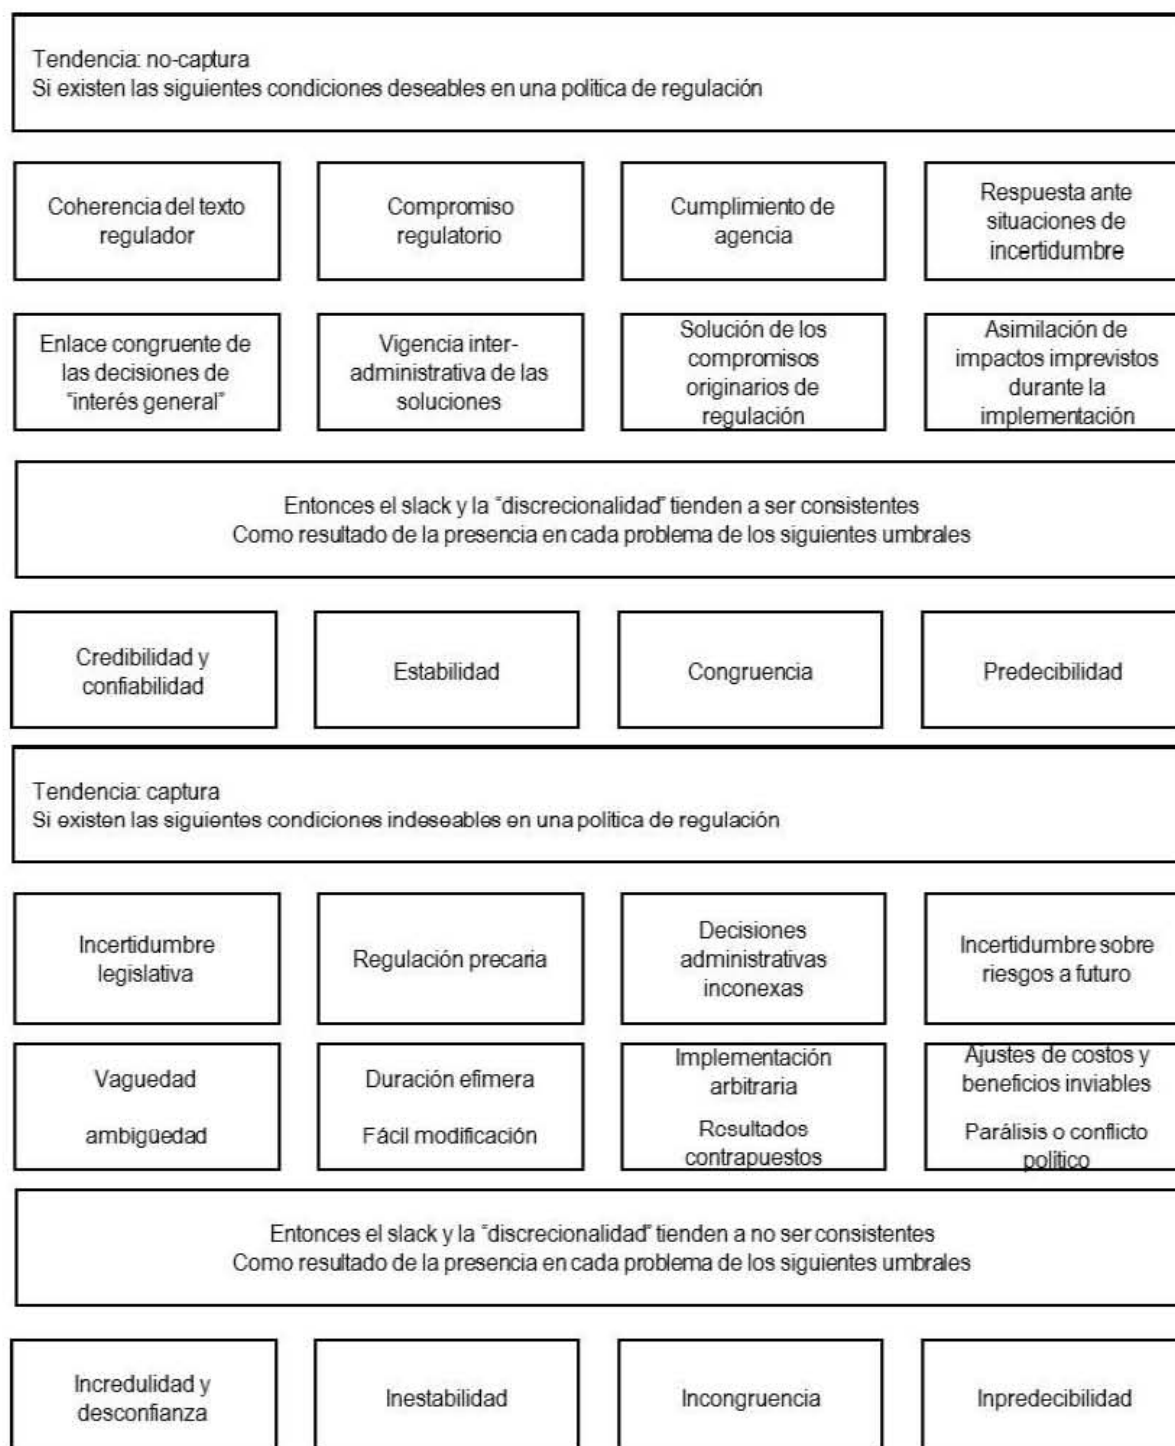 Tendencia: no-captura
Si existen las siguientes condiciones deseables en una política de regulación
Coherencia del texto
regulador
Compromiso
regulatorio
Cumplimiento de
agencia
Respuesta ante
situaciones de
incertidumbre
Enlace congruente de
las decisiones de
"interés general"
Vigencia inter-
administrativa de las
soluciones
Solución de los
compromisos
originarios de
regulación
Asimilación de
impactos imprevistos
durante la
implementación
Entonces el slack y la "discrecionalidad" tienden a ser consistentes
Como resultado de la presencia en cada problema de los siguientes umbrales
Credibilidad y
confiabilidad
Estabilidad
Congruencia
Predecibilidad
Tendencia: captura
Si existen las siguientes condiciones indeseables en una política de regulación
Incertidumbre
legislativa
Regulación precaria
Decisiones
administrativas
inconexas
Incertidumbre sobre
riesgos a futuro
Vaguedad
ambigüedad
Duración efímera
Fácil modificación
Implementación
arbitraria
Resultados
contrapuestos
Ajustes de costos y
beneficios inviables
Parálisis o conflicto
político
Entonces el slack y la "discrecionalidad" tienden a no ser consistentes
Como resultado de la presencia en cada problema de los siguientes umbrales
Incredulidad y
desconfianza
Inestabilidad
Incongruencia
Inpredecibilidad